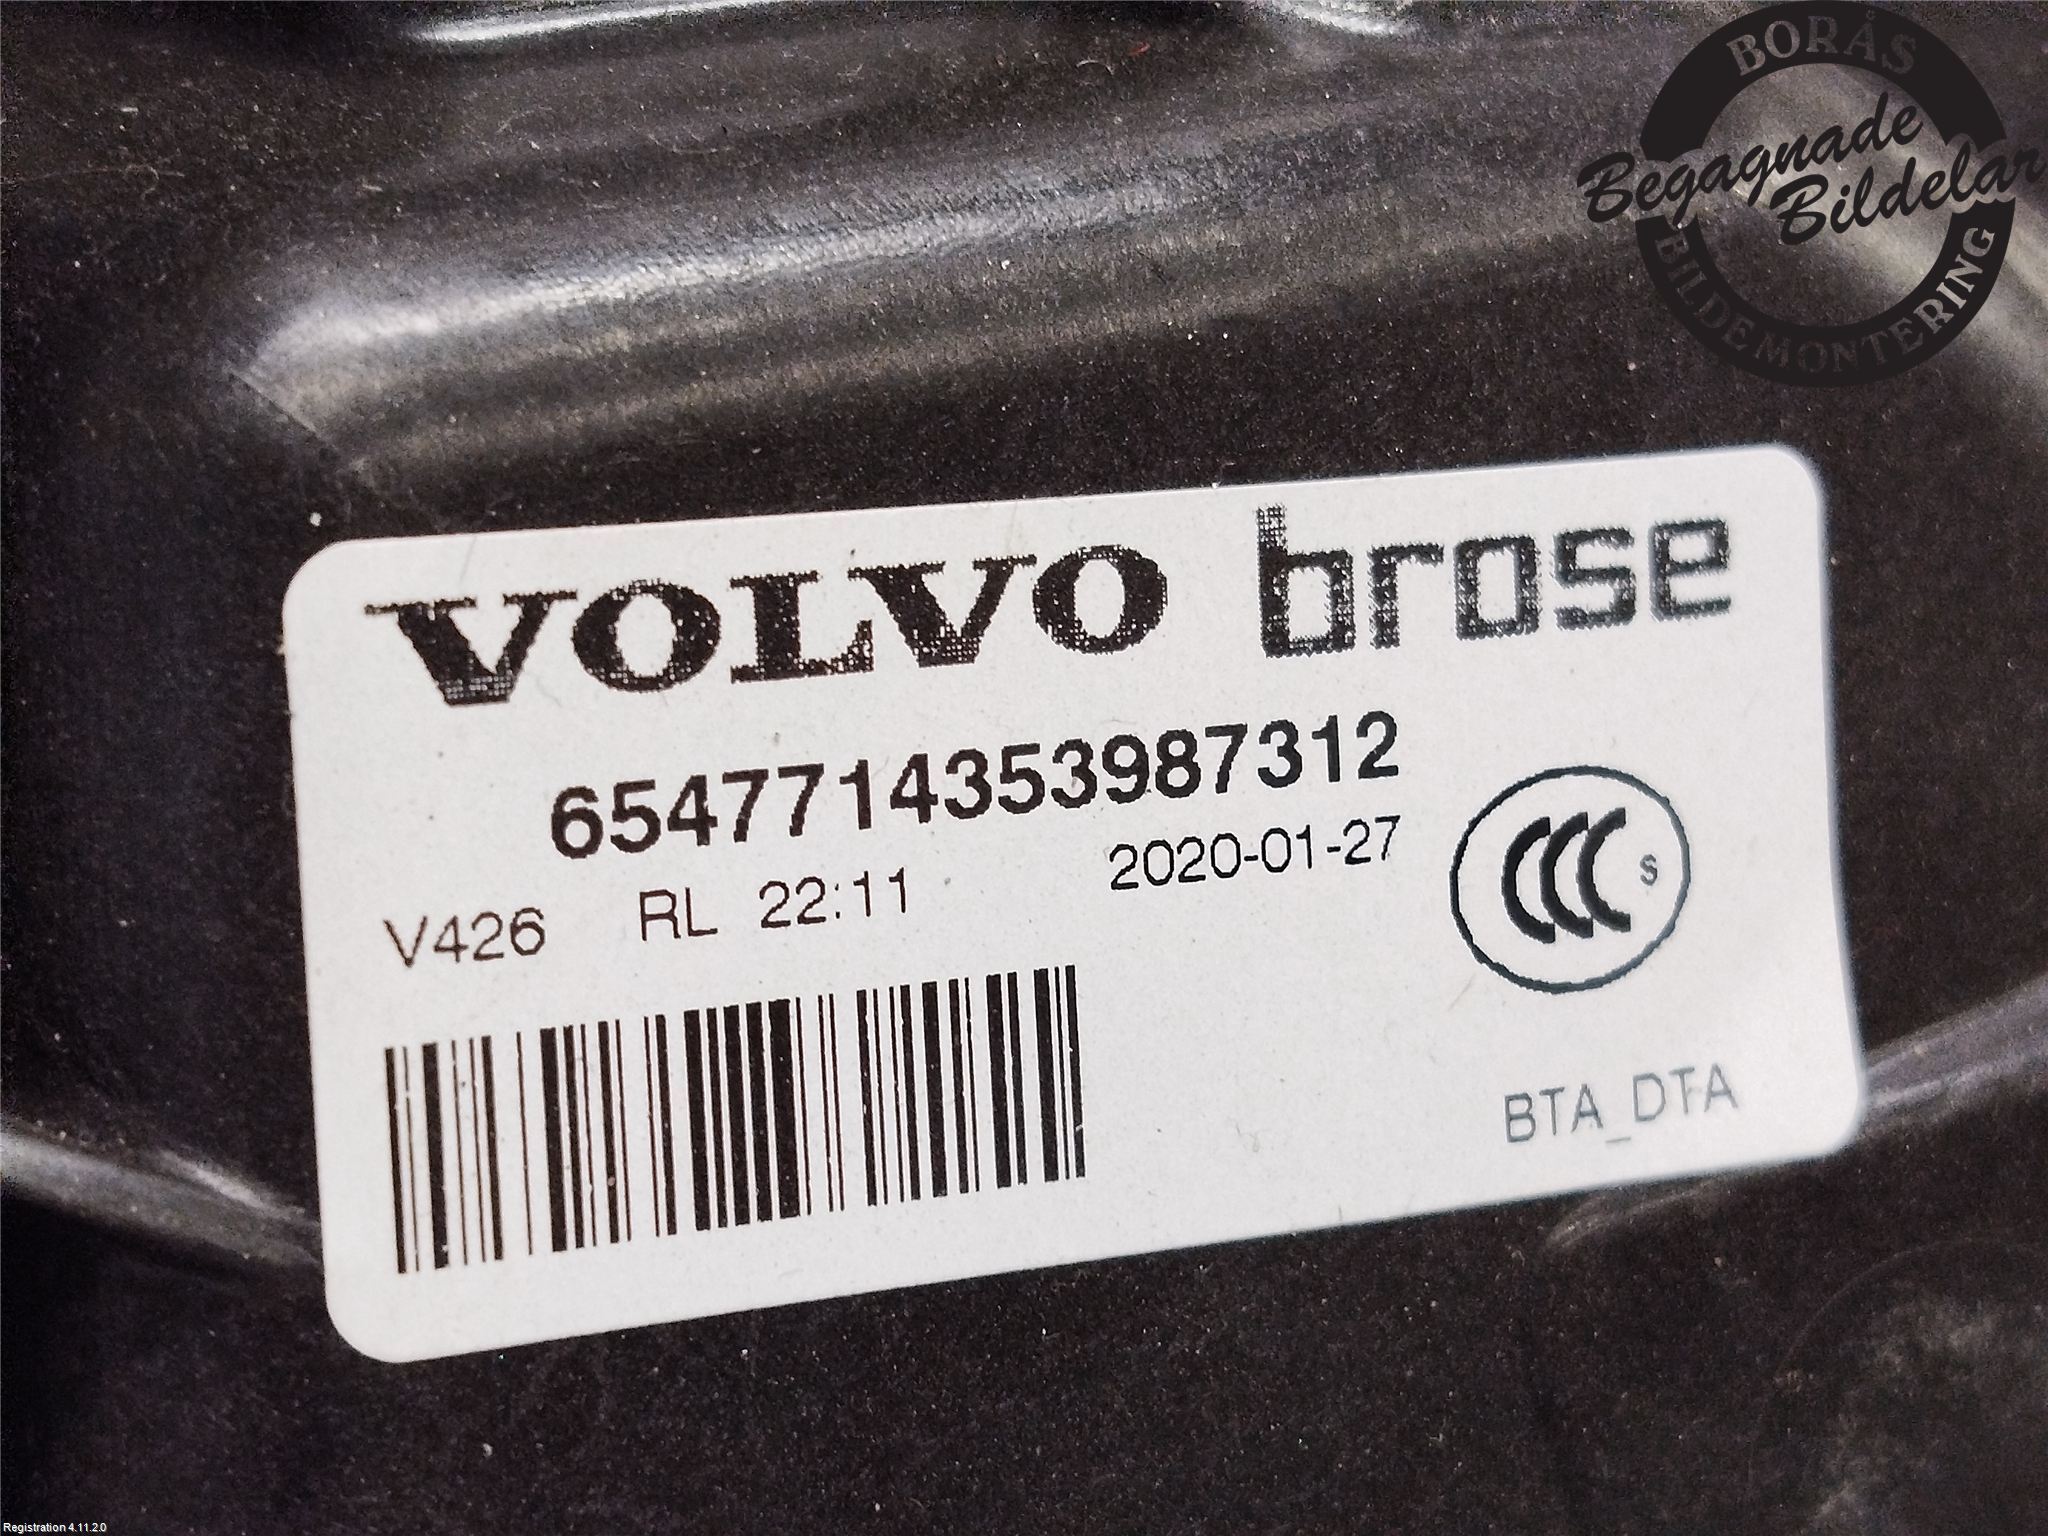 BORÅS
Begagnade
Bildelar
BILDEMONTERING
VOLVO brose
6547714353987312
V426 RL 22:11 2020-01-27
CCC S
BTA_DTA
Registration 4.11.2.0